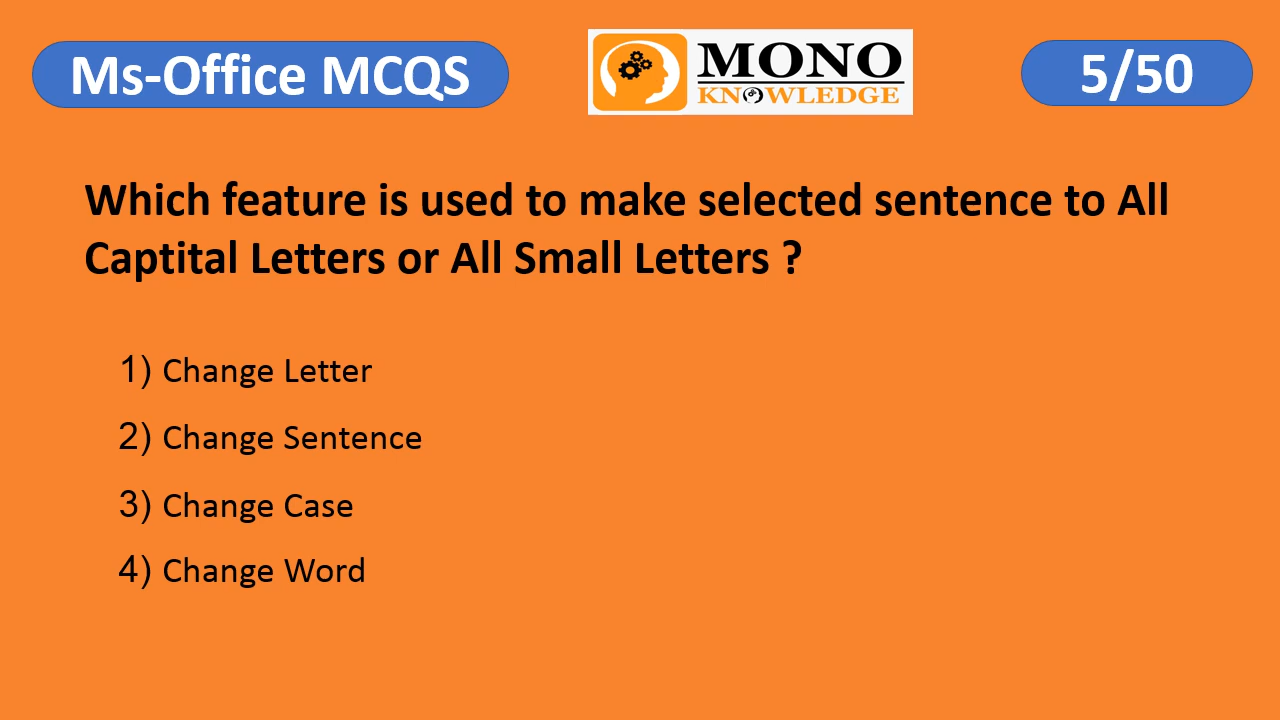 Ms-Office MCQS
MONO
KNOWLEDGE
5/50
Which feature is used to make selected sentence to All
Captital Letters or All Small Letters ?
1) Change Letter
2) Change Sentence
3) Change Case
4) Change Word